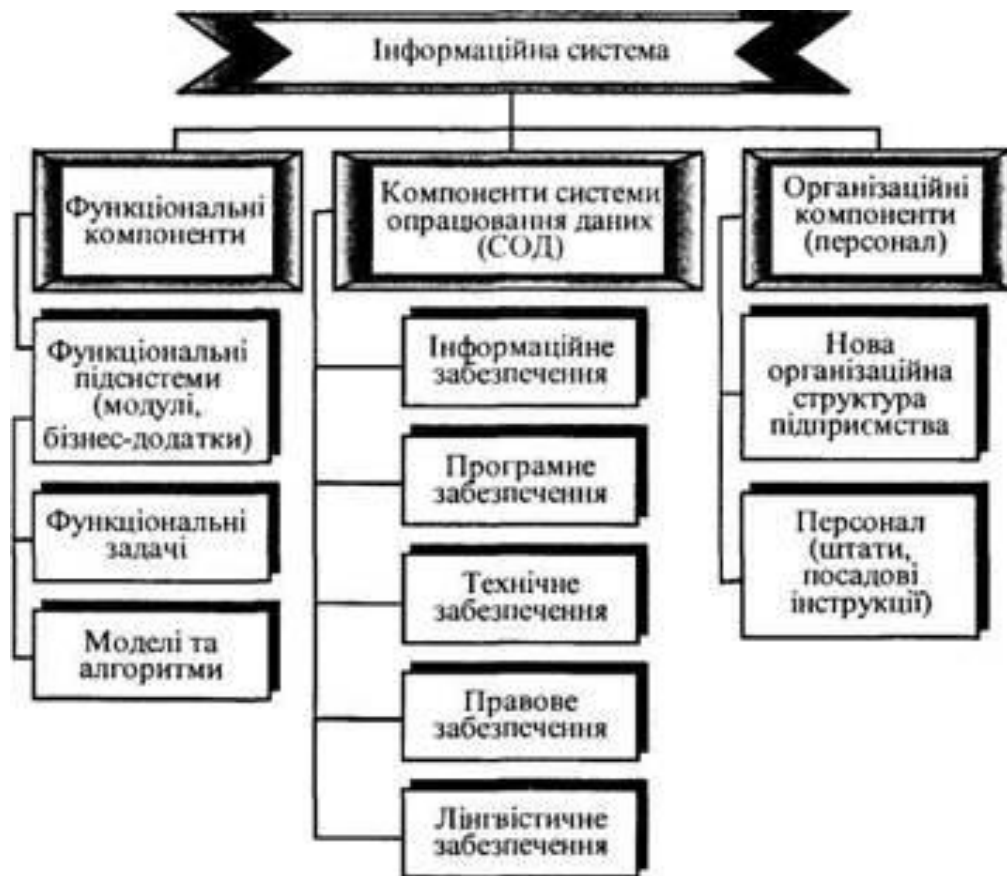 Інформаційна система
Функціональні
компоненти
Функціональні
підсистеми
(модулі,
бізнес-додатки)
Функціональні
задачі
Моделі та
алгоритми
Компоненти системи
опрацювання даних
(СОД)
Інформаційне
забезпечення
Програмне
забезпечення
Технічне
забезпечення
Правове
забезпечення
Лінгвістичне
забезпечення
Організаційні
компоненти
(персонал)
Нова
організаційна
структура
підприємства
Персонал
(штати,
посадові
інструкції)